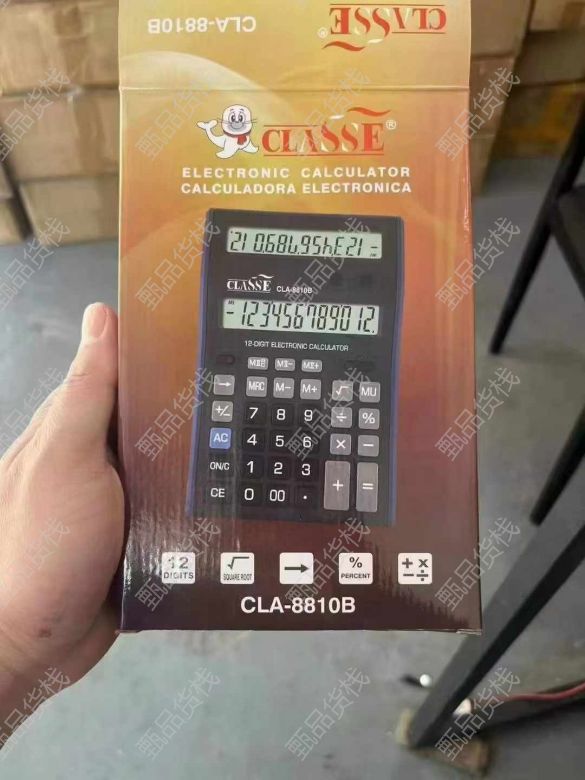 CLA-8810B
CLASSE®
CLASSE®
ELECTRONIC CALCULATOR
CALCULADORA ELECTRONICA
CLASSE CLA-8810B
-123456789012.
12-DIGIT ELECTRONIC CALCULATOR
→ MRC M- M+ √ MU
+/- 7 8 9 ÷ %
AC 4 5 6 × −
ON/C 1 2 3 + =
CE 0 00 ·
12 DIGITS
√ SQUARE ROOT
→
% PERCENT
+ × − ÷
CLA-8810B
甄品货栈